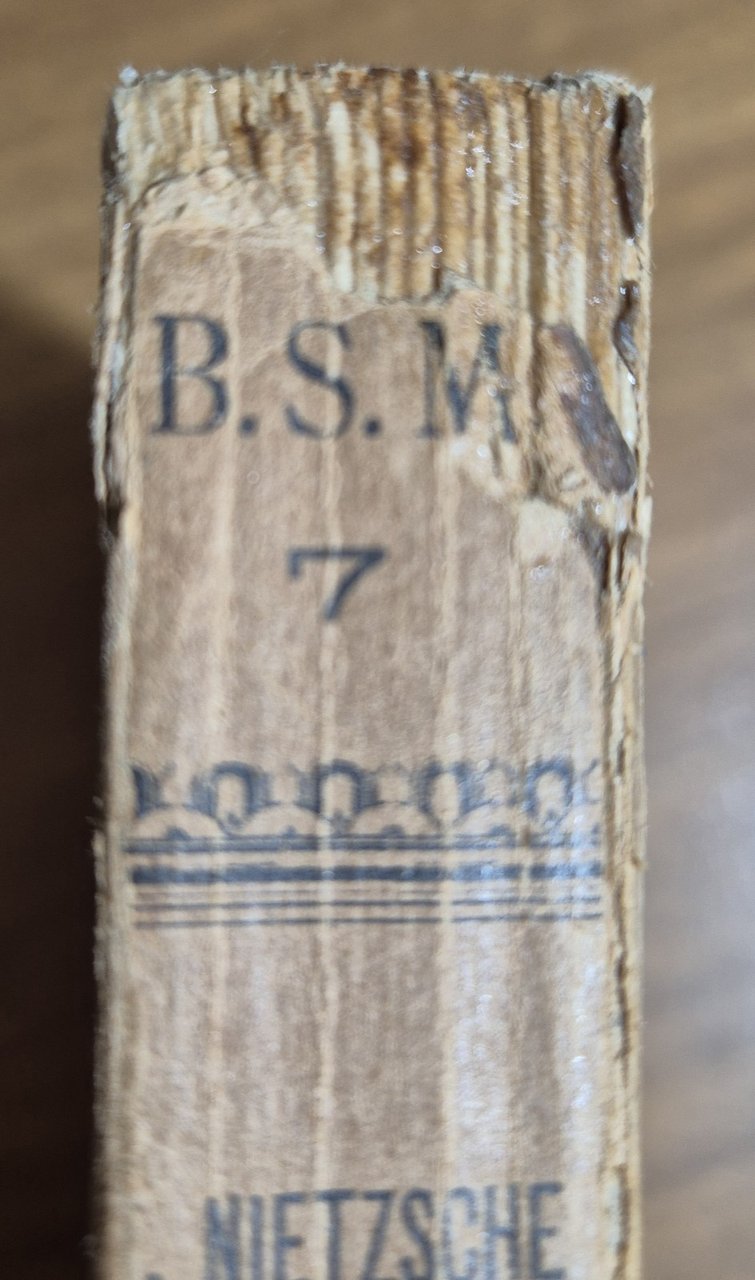 B.S.M
7
. NIETZSCHE